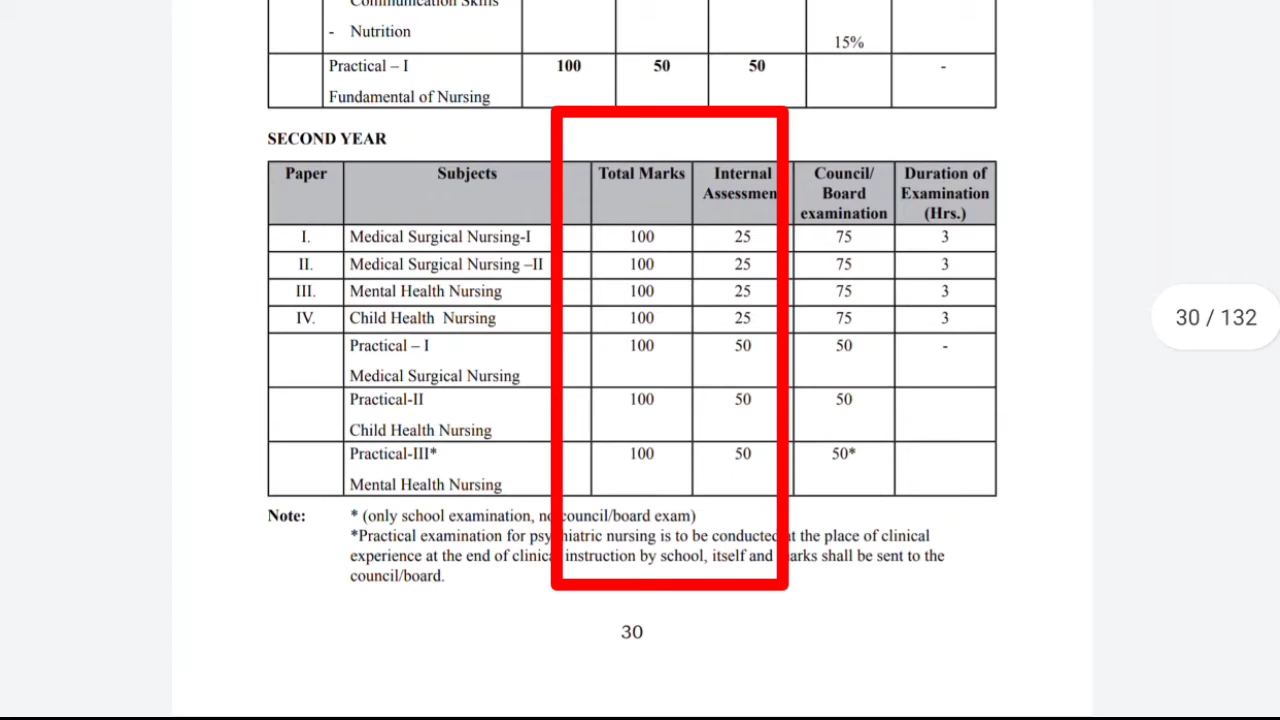 - Nutrition
15%
Practical – I 100 50 50 -
Fundamental of Nursing
SECOND YEAR
Paper Subjects Total Marks Internal Council/ Duration of
Board Examination
examination (Hrs.)
I. Medical Surgical Nursing-I 100 25 75 3
II. Medical Surgical Nursing –II 100 25 75 3
III. Mental Health Nursing 100 25 75 3
IV. Child Health Nursing 100 25 75 3
Practical – I 100 50 50 -
Medical Surgical Nursing
Practical-II 100 50 50
Child Health Nursing
Practical-III* 100 50 50*
Mental Health Nursing
Note: * (only school examination, no council/board exam)
*Practical examination for psychiatric nursing is to be conducted at the place of clinical
experience at the end of clinical instruction by school, itself and marks shall be sent to the
council/board.
30
30 / 132